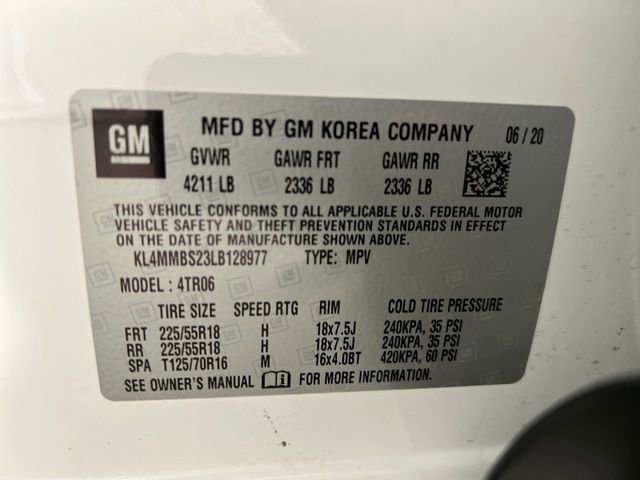 GM
MFD BY GM KOREA COMPANY 06/20
GVWR GAWR FRT GAWR RR
4211 LB 2336 LB 2336 LB
THIS VEHICLE CONFORMS TO ALL APPLICABLE U.S. FEDERAL MOTOR
VEHICLE SAFETY AND THEFT PREVENTION STANDARDS IN EFFECT
ON THE DATE OF MANUFACTURE SHOWN ABOVE.
KL4MMBS23LB128977 TYPE: MPV
MODEL : 4TR06
TIRE SIZE SPEED RTG RIM COLD TIRE PRESSURE
FRT 225/55R18 H 18x7.5J 240KPA, 35 PSI
RR 225/55R18 H 18x7.5J 240KPA, 35 PSI
SPA T125/70R16 M 16x4.0BT 420KPA, 60 PSI
SEE OWNER'S MANUAL FOR MORE INFORMATION.